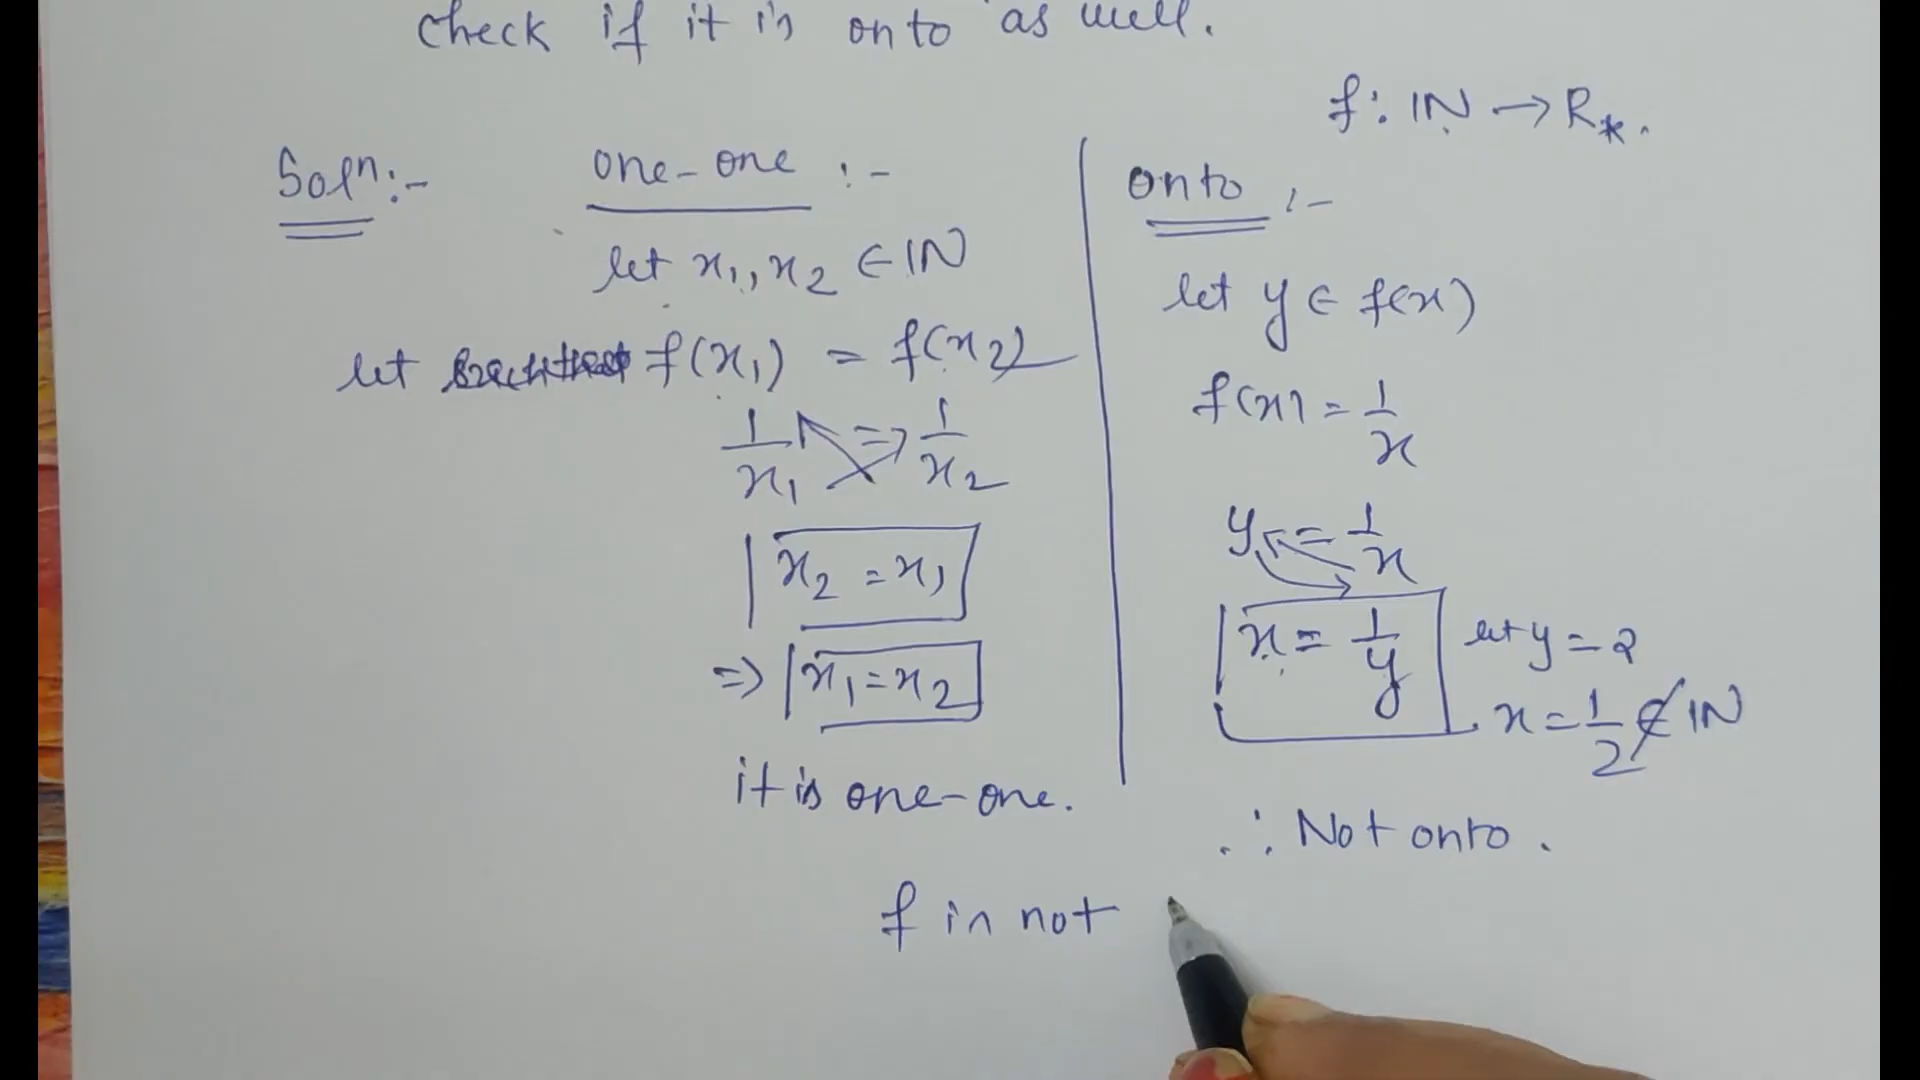 check if it is onto as well.
f : IN → R*.
Solⁿ:-
one-one :-
let x₁, x₂ ∈ IN
let f(x₁) = f(x₂)
1/x₁ = 1/x₂
x₂ = x₁
⇒ x₁ = x₂
it is one-one.
onto :-
let y ∈ f(x)
f(x) = 1/x
y = 1/x
x = 1/y
let y = 2
x = 1/2 ∉ IN
∴ Not onto.
f is not